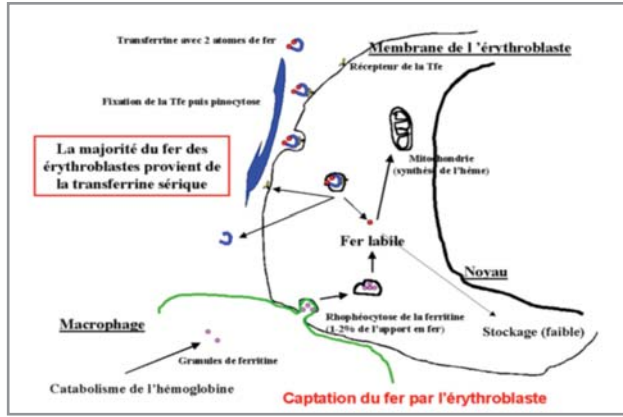 Transferrine avec 2 atomes de fer
Membrane de l'érythroblaste
Récepteur de la Tfe
Fixation de la Tfe puis pinocytose
La majorité du fer des
érythroblastes provient de
la transferrine sérique
Mitochondrie
(synthèse de l'hème)
Fer labile
Noyau
Rhophéocytose de la ferritine
(1-2% de l'apport en fer)
Stockage (faible)
Macrophage
Granules de ferritine
Catabolisme de l'hémoglobine
Captation du fer par l'érythroblaste